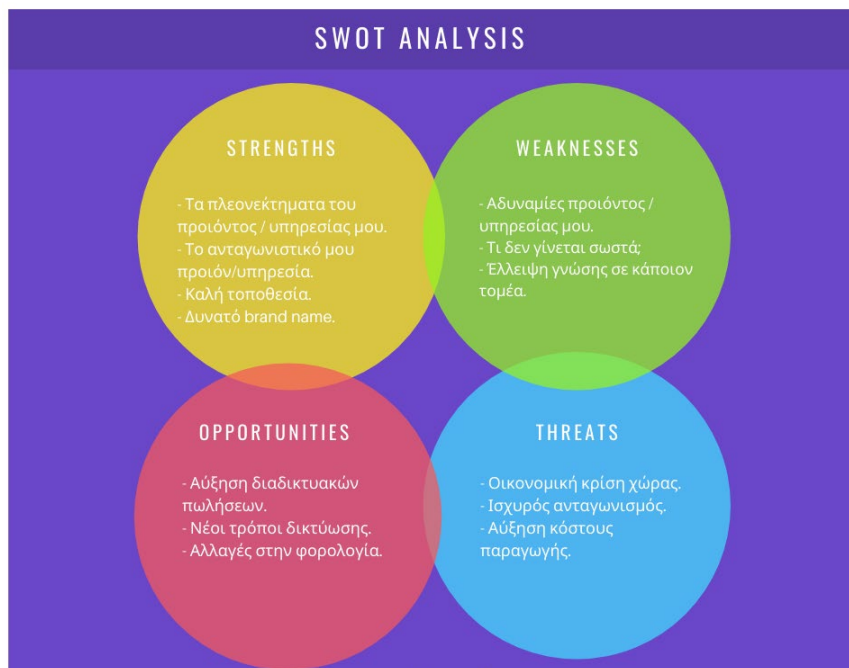 SWOT ANALYSIS
STRENGTHS
- Τα πλεονεκτηματα του
προιόντος / υπηρεσίας μου.
- Το ανταγωνιστικό μου
προιόν/υπηρεσία.
- Καλή τοποθεσία.
- Δυνατό brand name.
WEAKNESSES
- Αδυναμίες προιόντος /
υπηρεσίας μου.
- Τι δεν γίνεται σωστά;
- Έλλειψη γνώσης σε κάποιον
τομέα.
OPPORTUNITIES
- Αύξηση διαδικτυακών
πωλήσεων.
- Νέοι τρόποι δικτύωσης.
- Αλλαγές στην φορολογία.
THREATS
- Οικονομική κρίση χώρας.
- Ισχυρός ανταγωνισμός.
- Αύξηση κόστους
παραγωγής.